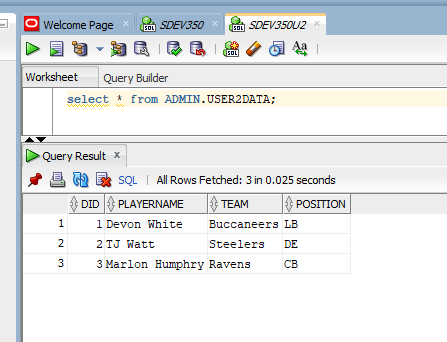 Welcome Page SDEV350 SDEV350U2
Worksheet Query Builder
select * from ADMIN.USER2DATA;
Query Result x
SQL | All Rows Fetched: 3 in 0.025 seconds
DID PLAYERNAME TEAM POSITION
1 1 Devon White Buccaneers LB
2 2 TJ Watt Steelers DE
3 3 Marlon Humphry Ravens CB